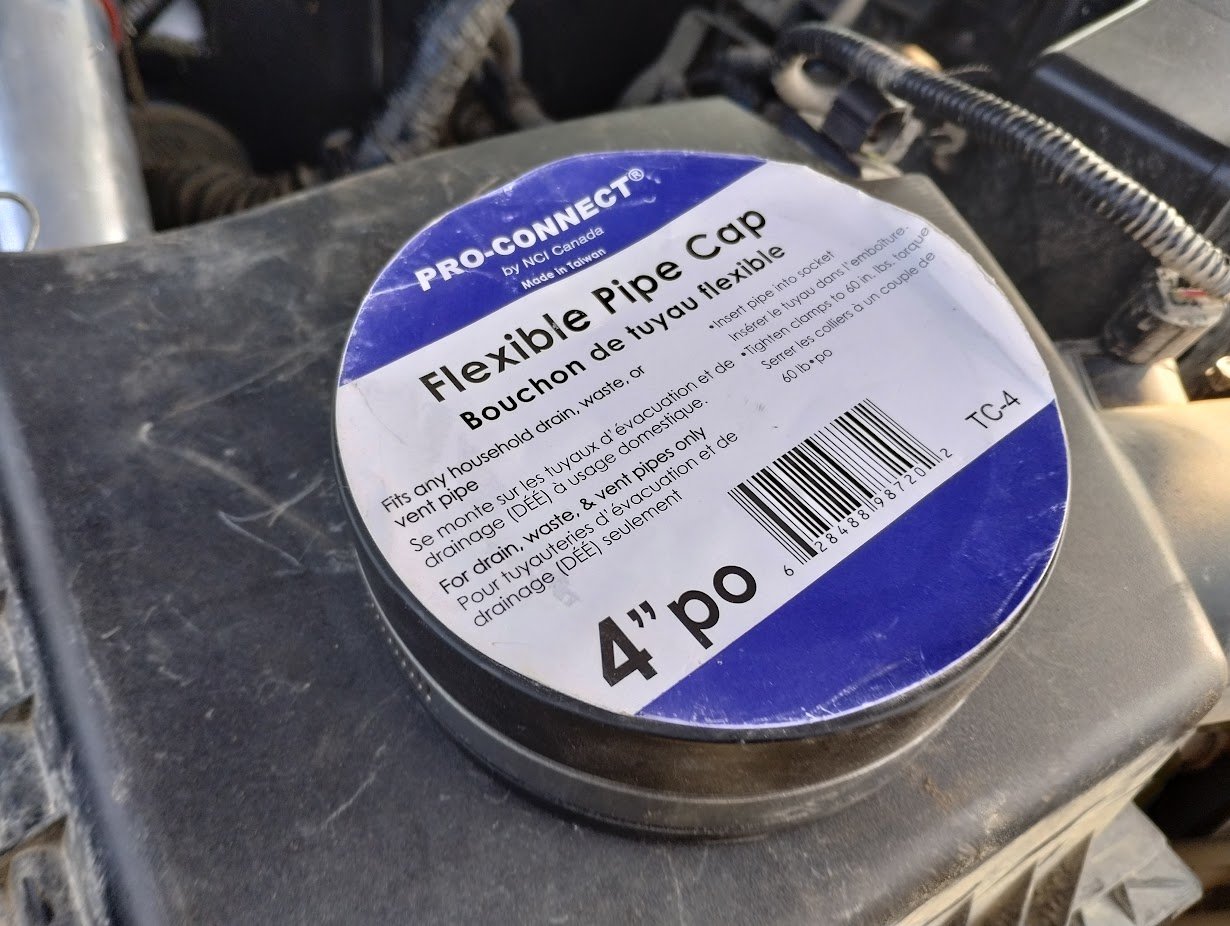 PRO-CONNECT®
by NCI Canada
Made in Taiwan
Flexible Pipe Cap
Bouchon de tuyau flexible
Fits any household drain, waste, or
vent pipe
Se monte sur les tuyaux d'évacuation et de
drainage (DÉÉ) à usage domestique.
For drain, waste, & vent pipes only
Pour tuyauteries d'évacuation et de
drainage (DÉÉ) seulement
•Insert pipe into socket
Insérer le tuyau dans l'emboîture.
•Tighten clamps to 60 in. lbs. torque
Serrer les colliers à un couple de
60 lb•po
TC-4
6 28488 98720 2
4" po